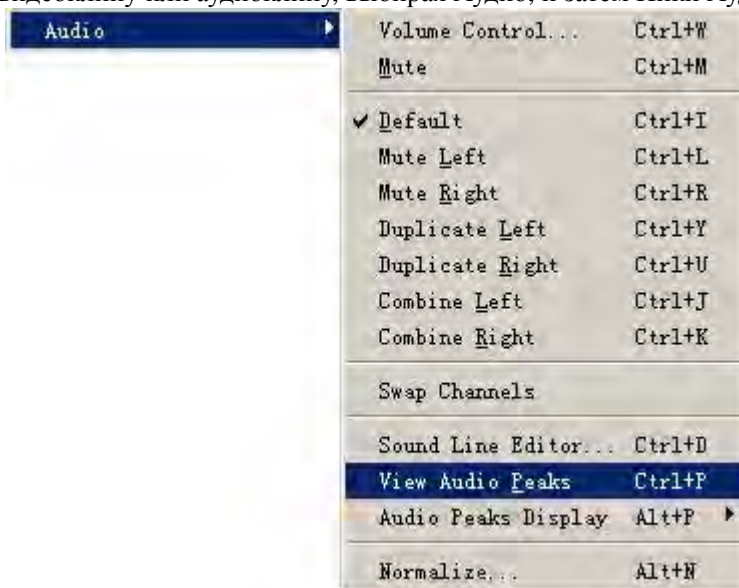 Audio
Volume Control... Ctrl+W
Mute Ctrl+M
Default Ctrl+I
Mute Left Ctrl+L
Mute Right Ctrl+R
Duplicate Left Ctrl+Y
Duplicate Right Ctrl+U
Combine Left Ctrl+J
Combine Right Ctrl+K
Swap Channels
Sound Line Editor... Ctrl+D
View Audio Peaks Ctrl+P
Audio Peaks Display Alt+P
Normalize... Alt+N